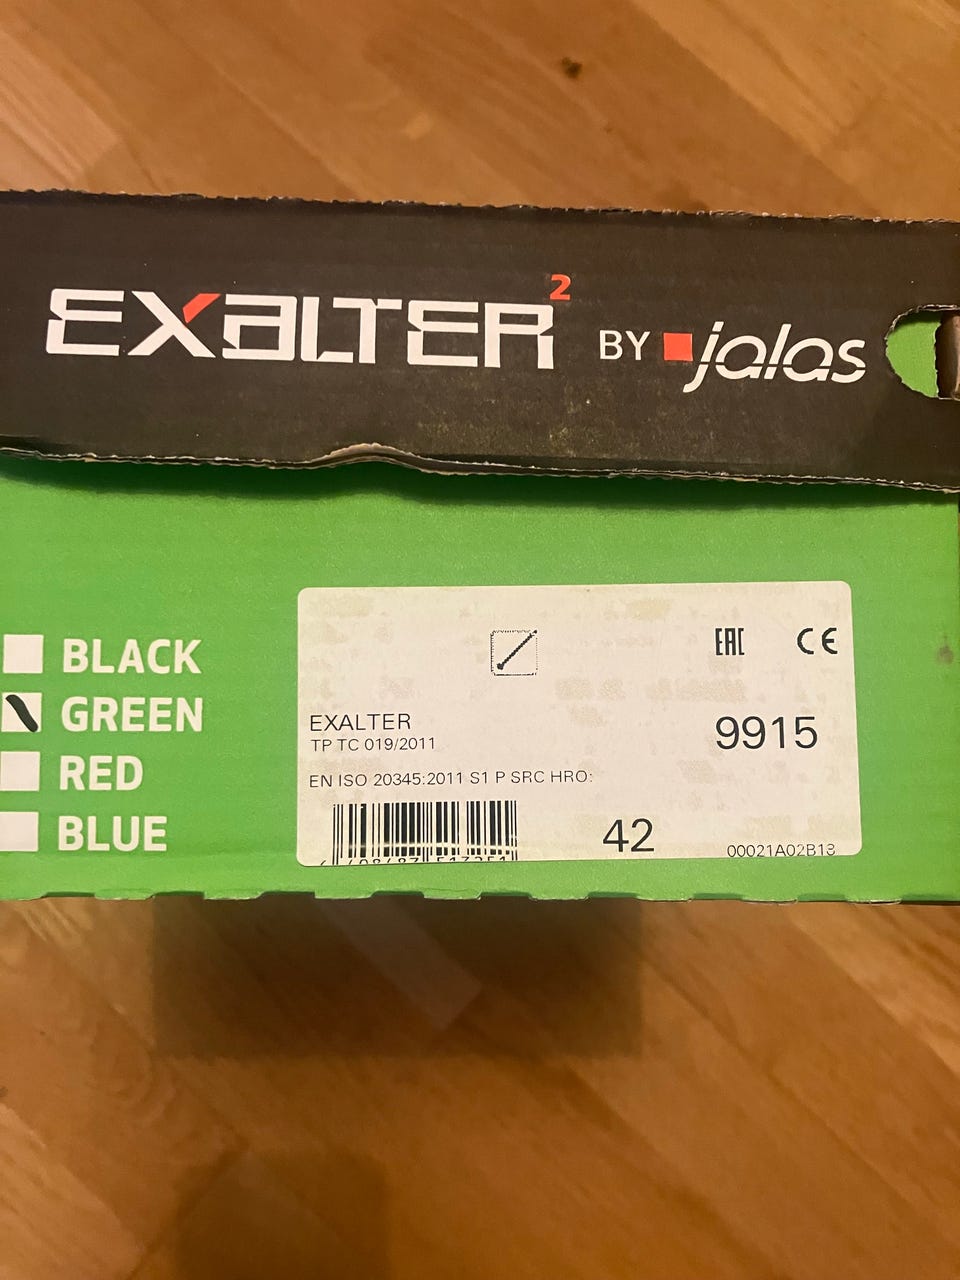 EXALTER² BY jalas
BLACK
GREEN
RED
BLUE
EAC CE
EXALTER
TP TC 019/2011
9915
EN ISO 20345:2011 S1 P SRC HRO:
42
00021A02B13